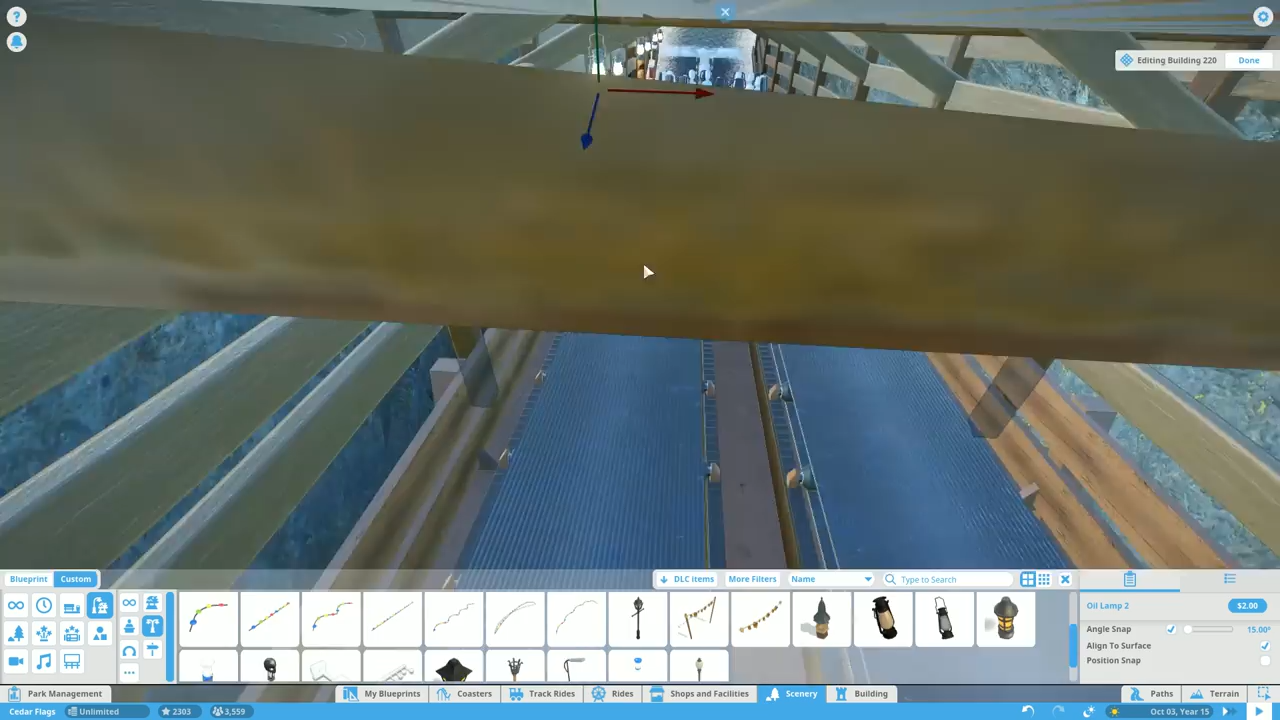 ?
Editing Building 220 Done
Blueprint Custom
DLC items More Filters Name Type to Search
Oil Lamp 2 $2.00
Angle Snap 15.00°
Align To Surface
Position Snap
Park Management My Blueprints Coasters Track Rides Rides Shops and Facilities Scenery Building Paths Terrain
Cedar Flags Unlimited 2303 3,559 Oct 03, Year 15